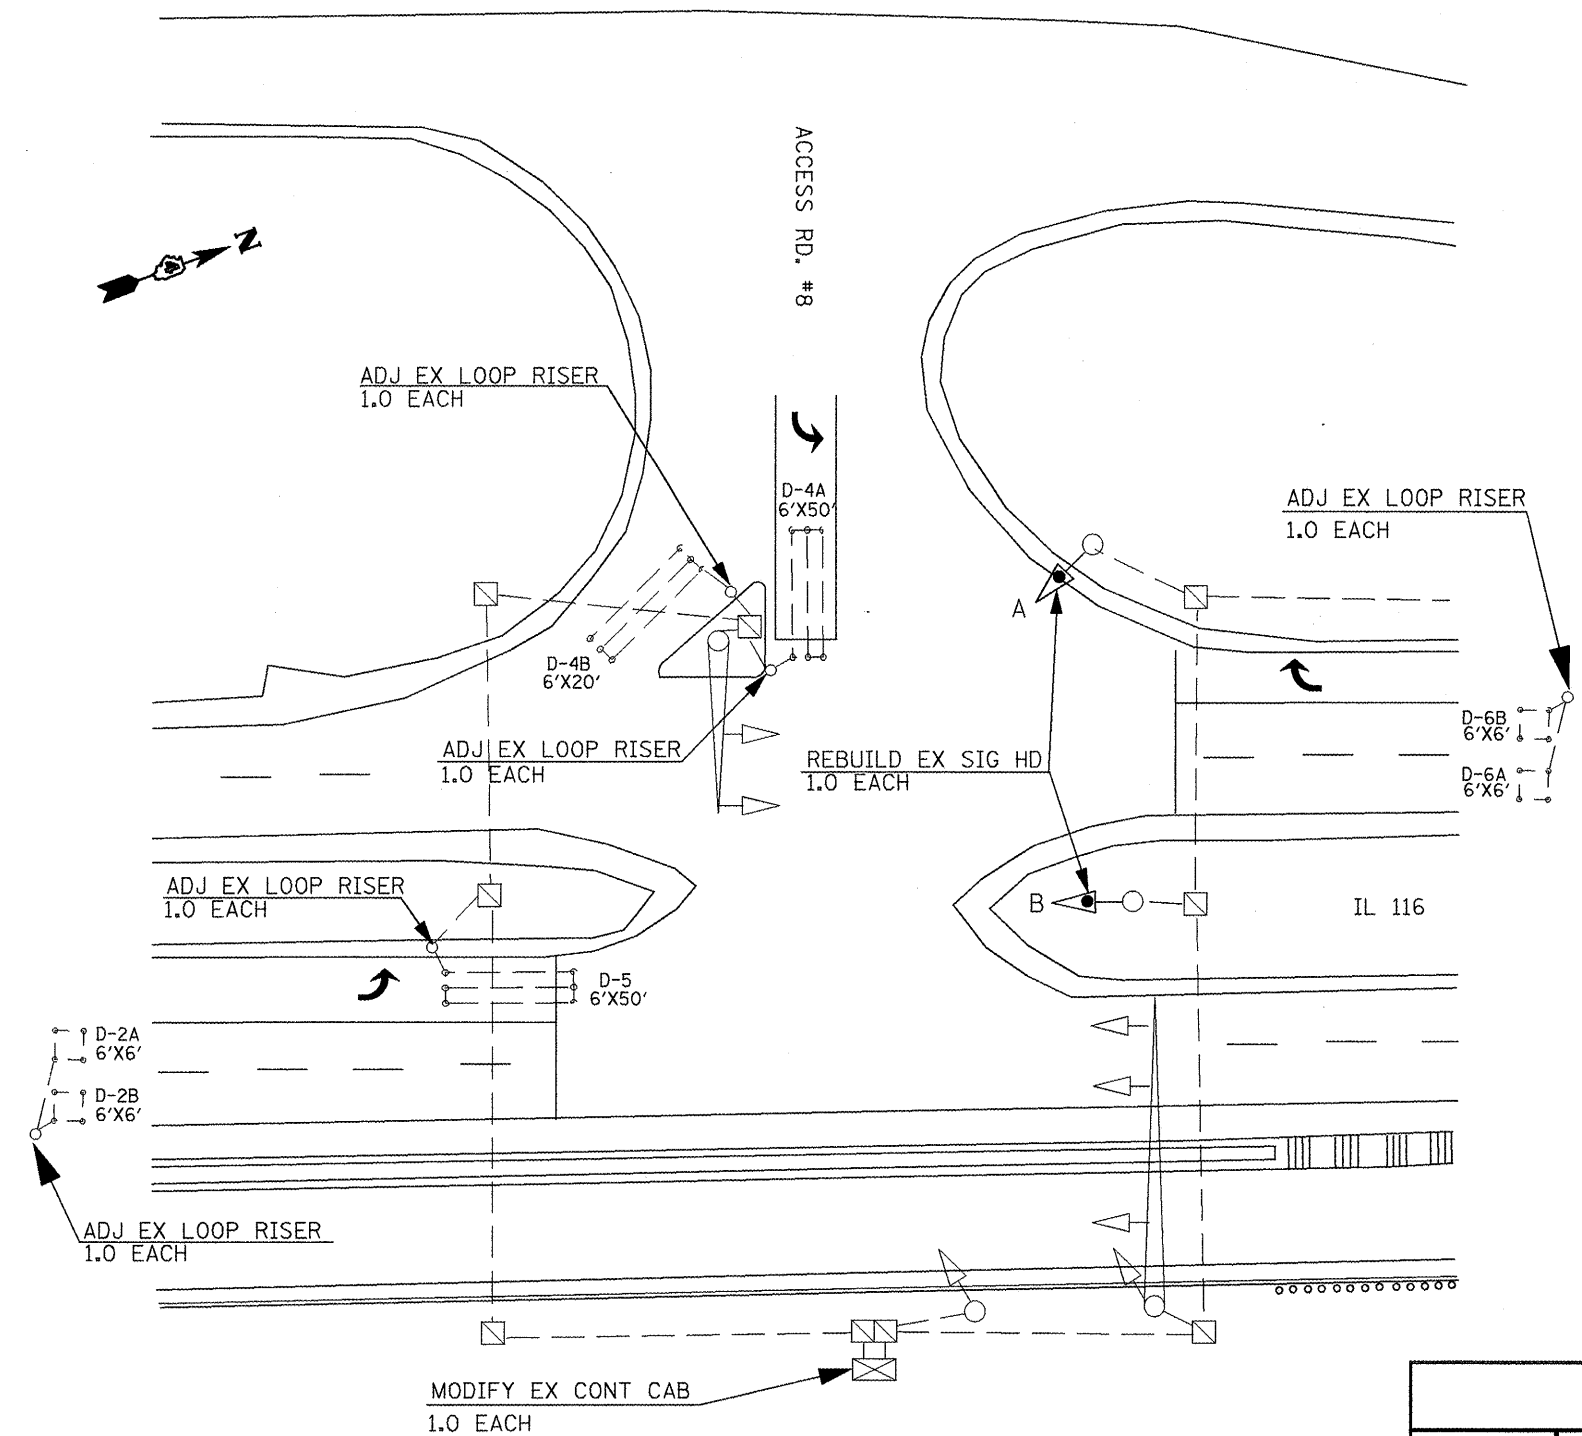 ACCESS RD. #8
N
ADJ EX LOOP RISER
1.0 EACH
D-4A
6'X50'
ADJ EX LOOP RISER
1.0 EACH
A
D-4B
6'X20'
ADJ EX LOOP RISER
1.0 EACH
REBUILD EX SIG HD
1.0 EACH
D-6B
6'X6'
D-6A
6'X6'
ADJ EX LOOP RISER
1.0 EACH
B
IL 116
D-5
6'X50'
D-2A
6'X6'
D-2B
6'X6'
ADJ EX LOOP RISER
1.0 EACH
MODIFY EX CONT CAB
1.0 EACH